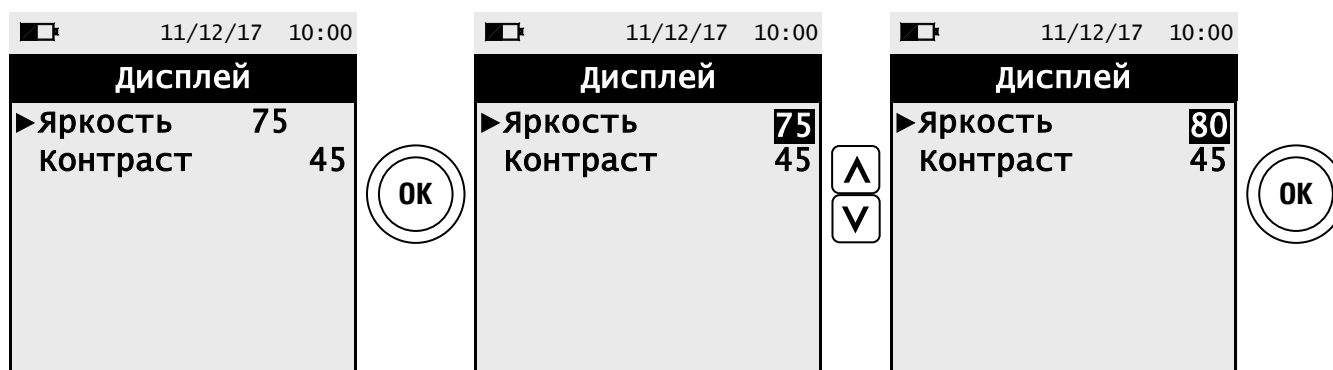 11/12/17 10:00
Дисплей
►Яркость 75
Контраст 45
OK
11/12/17 10:00
Дисплей
►Яркость 75
Контраст 45
11/12/17 10:00
Дисплей
►Яркость 80
Контраст 45
OK